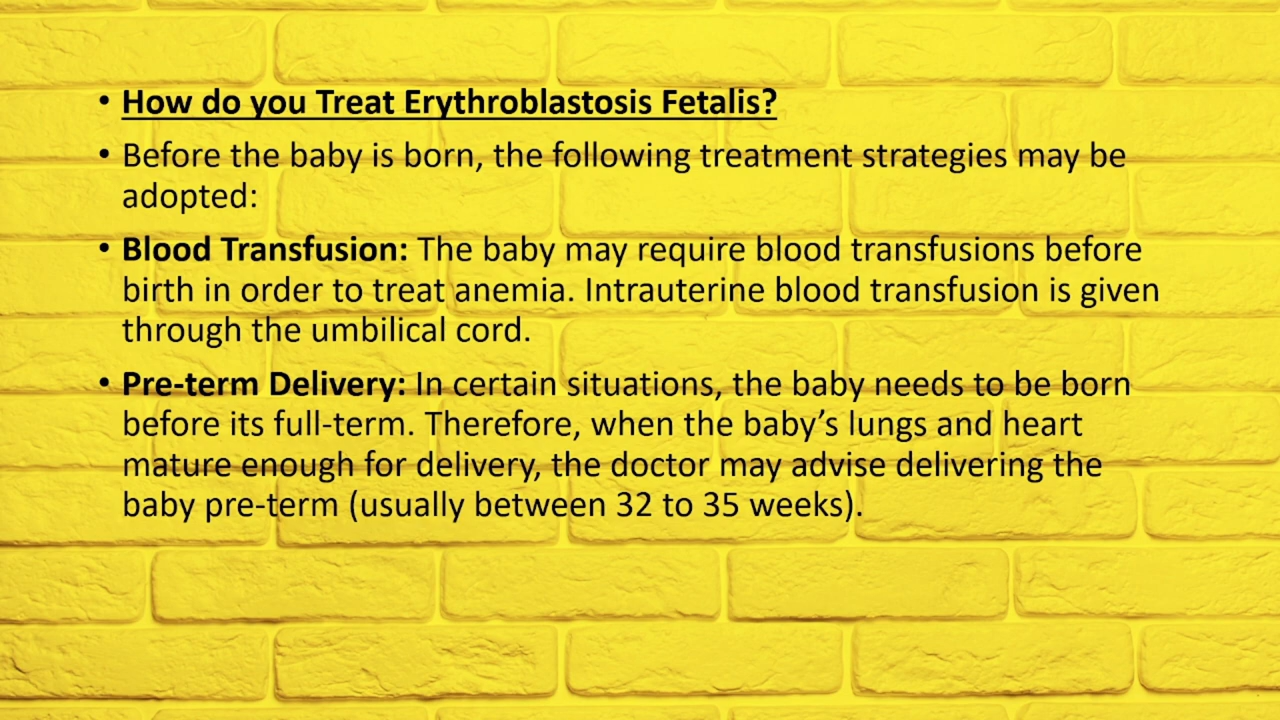 • How do you Treat Erythroblastosis Fetalis?
• Before the baby is born, the following treatment strategies may be
adopted:
• Blood Transfusion: The baby may require blood transfusions before
birth in order to treat anemia. Intrauterine blood transfusion is given
through the umbilical cord.
• Pre-term Delivery: In certain situations, the baby needs to be born
before its full-term. Therefore, when the baby’s lungs and heart
mature enough for delivery, the doctor may advise delivering the
baby pre-term (usually between 32 to 35 weeks).